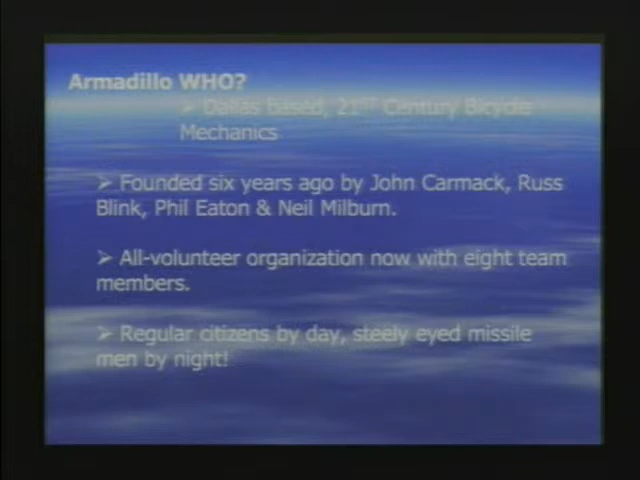 Armadillo WHO?
➢ Dallas based, 21ST Century Bicycle
Mechanics
➢ Founded six years ago by John Carmack, Russ
Blink, Phil Eaton & Neil Milburn.
➢ All-volunteer organization now with eight team
members.
➢ Regular citizens by day, steely eyed missile
men by night!